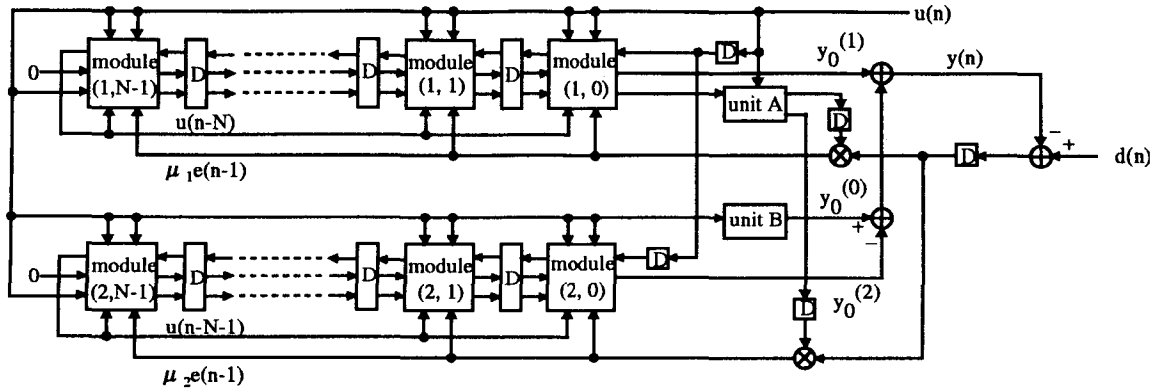 u(n)
module
(1,N-1)
0
D
D
module
(1, 1)
D
module
(1, 0)
D
y₀⁽¹⁾
y(n)
unit A
D
u(n-N)
μ₁e(n-1)
D
d(n)
y₀⁽⁰⁾
unit B
module
(2,N-1)
0
D
D
module
(2, 1)
D
module
(2, 0)
D
y₀⁽²⁾
D
u(n-N-1)
μ₂e(n-1)